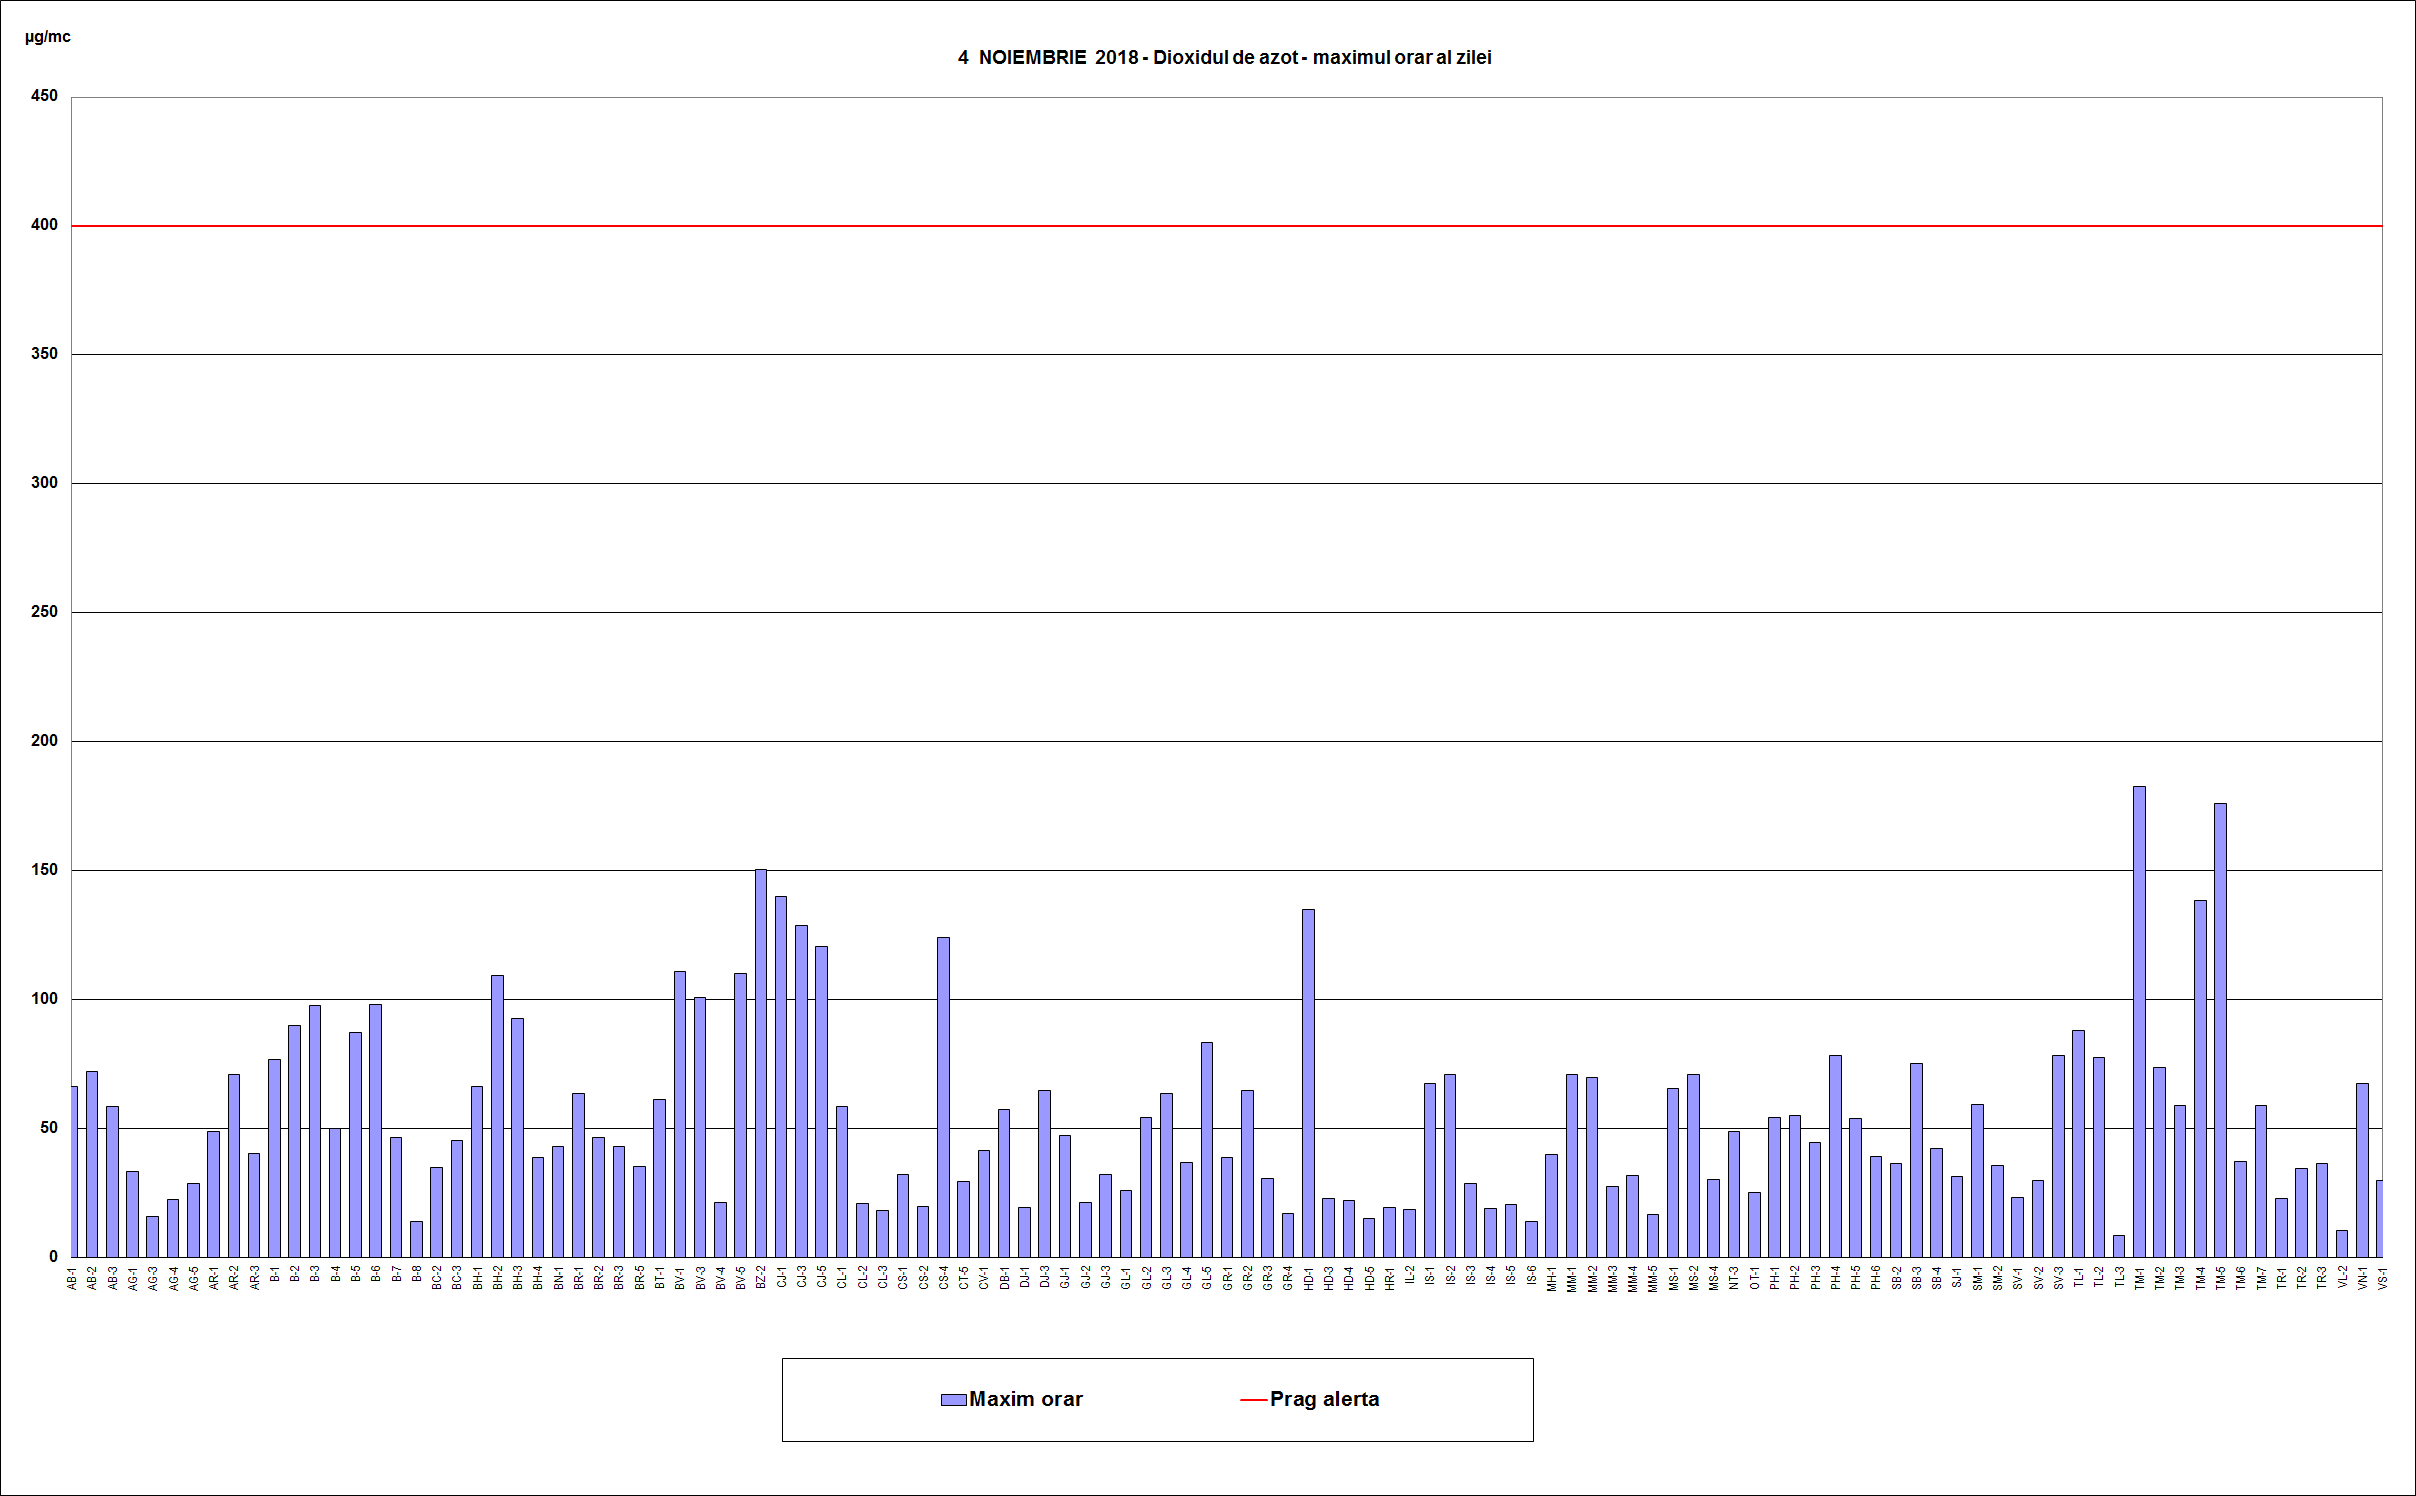 µg/mc
4 NOIEMBRIE 2018 - Dioxidul de azot - maximul orar al zilei
450
400
350
300
250
200
150
100
50
0
AB-1 AB-2 AB-3 AG-1 AG-3 AG-4 AG-5 AR-1 AR-2 AR-3 B-1 B-2 B-3 B-4 B-5 B-6 B-7 B-8 BC-2 BC-3 BH-1 BH-2 BH-3 BH-4 BN-1 BR-1 BR-2 BR-3 BR-5 BT-1 BV-1 BV-3 BV-4 BV-5 BZ-2 CJ-1 CJ-3 CJ-5 CL-1 CL-2 CL-3 CS-1 CS-2 CS-4 CT-5 CV-1 DB-1 DJ-1 DJ-3 GJ-1 GJ-2 GJ-3 GL-1 GL-2 GL-3 GL-4 GL-5 GR-1 GR-2 GR-3 GR-4 HD-1 HD-3 HD-4 HD-5 HR-1 IL-2 IS-1 IS-2 IS-3 IS-4 IS-5 IS-6 MH-1 MM-1 MM-2 MM-3 MM-4 MM-5 MS-1 MS-2 MS-4 NT-3 OT-1 PH-1 PH-2 PH-3 PH-4 PH-5 PH-6 SB-2 SB-3 SB-4 SJ-1 SM-1 SM-2 SV-1 SV-2 SV-3 TL-1 TL-2 TL-3 TM-1 TM-2 TM-3 TM-4 TM-5 TM-6 TM-7 TR-1 TR-2 TR-3 VL-2 VN-1 VS-1
Maxim orar Prag alerta